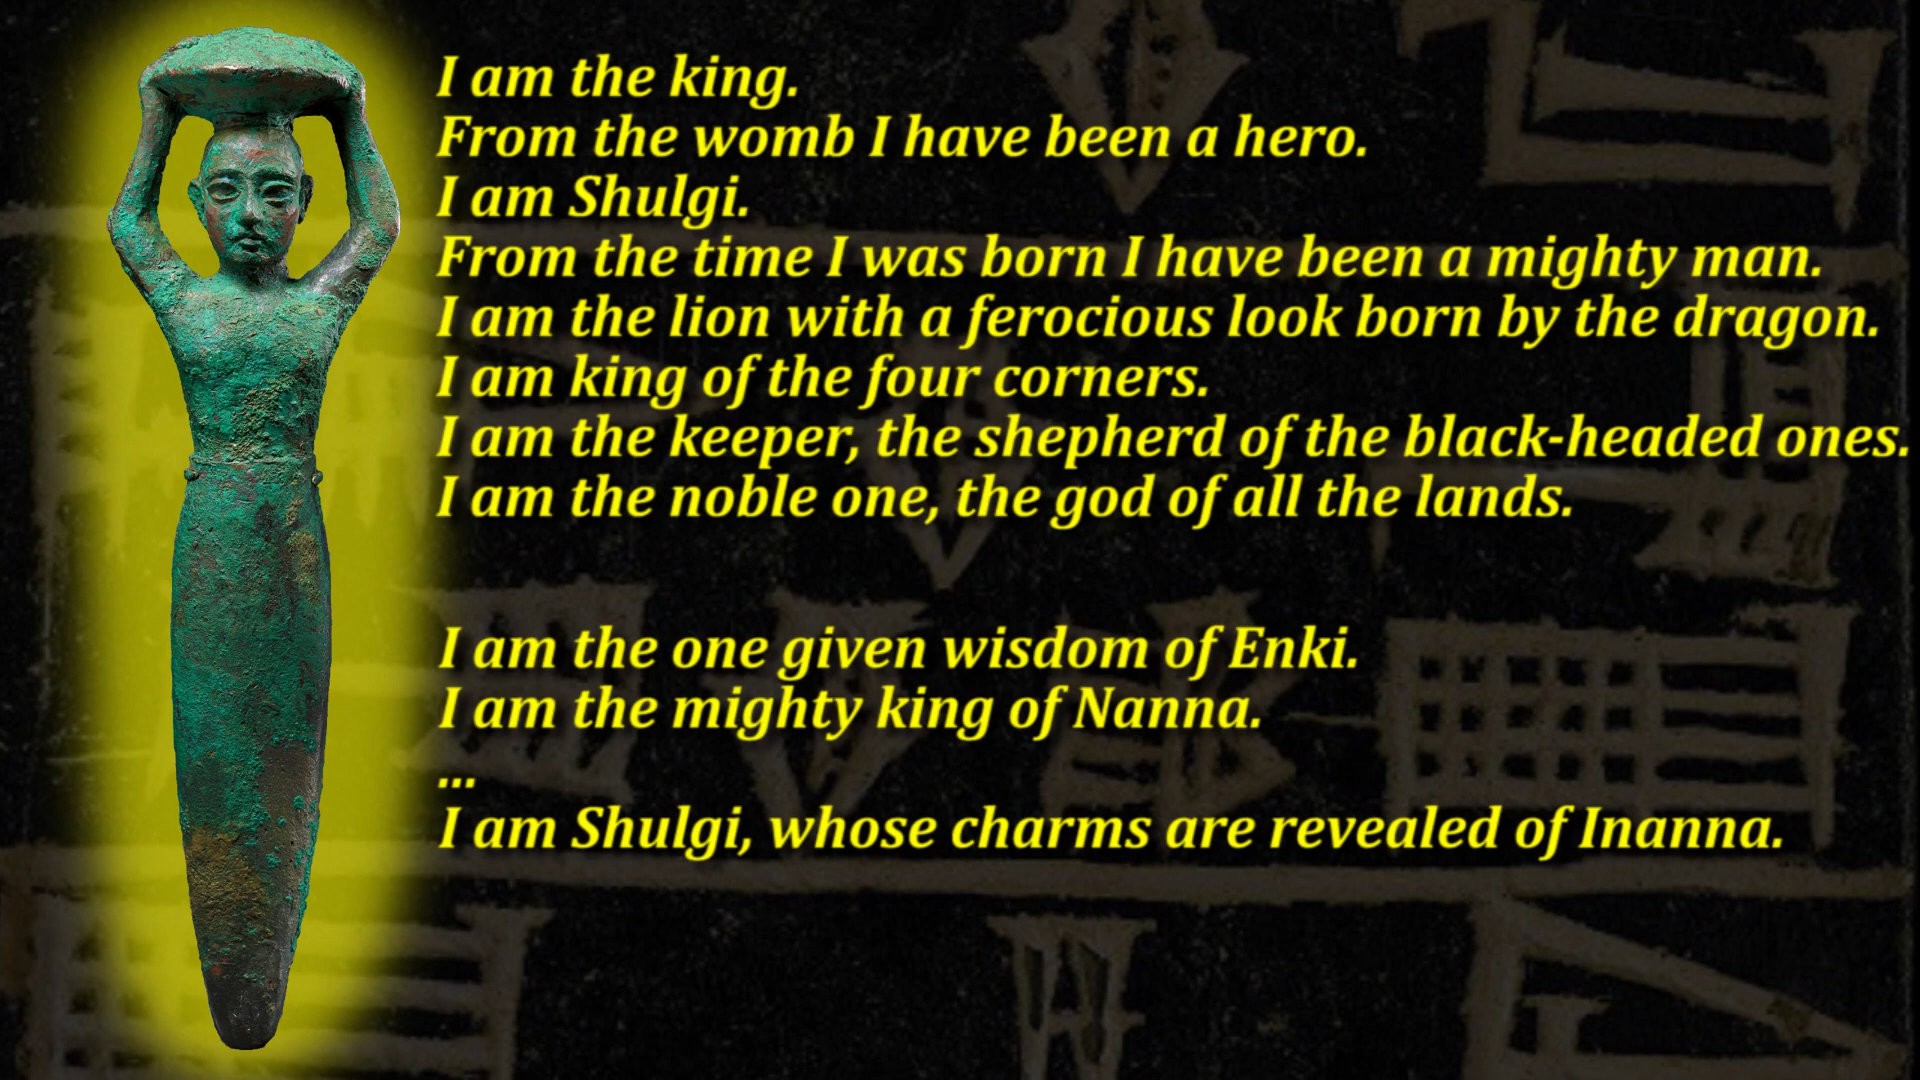 I am the king.
From the womb I have been a hero.
I am Shulgi.
From the time I was born I have been a mighty man.
I am the lion with a ferocious look born by the dragon.
I am king of the four corners.
I am the keeper, the shepherd of the black-headed ones.
I am the noble one, the god of all the lands.
I am the one given wisdom of Enki.
I am the mighty king of Nanna.
...
I am Shulgi, whose charms are revealed of Inanna.